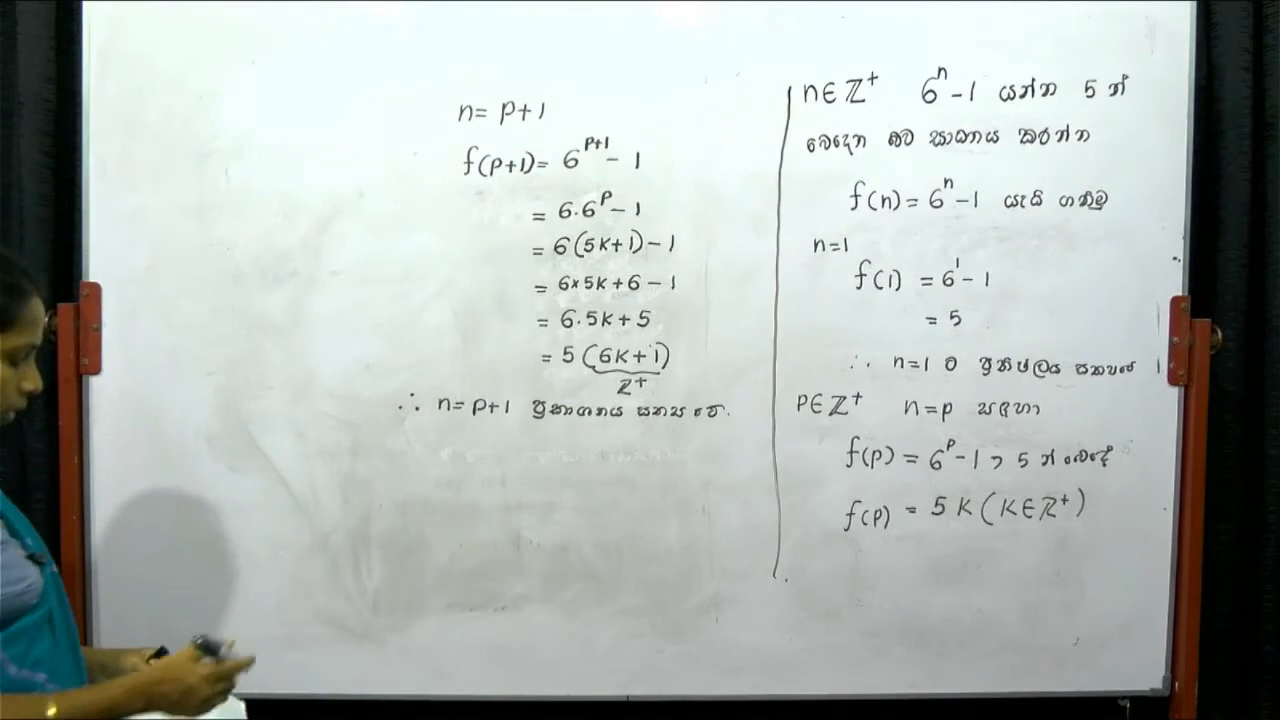 n∈ℤ⁺ 6ⁿ-1 යන්න 5 න්
බෙදෙන බව සාධනය කරන්න
f(n) = 6ⁿ-1 යැයි ගනිමු
n=1
f(1) = 6¹-1
= 5
∴ n=1 ට ප්‍රතිඵලය සත්‍යවේ
P∈ℤ⁺ n=p සඳහා
f(p) = 6ᵖ-1 , 5 න් බෙදේ
f(p) = 5K (K∈ℤ⁺)
n= P+1
f(P+1)= 6ᴾ⁺¹- 1
= 6.6ᴾ-1
= 6(5K+1)-1
= 6×5K+6-1
= 6.5K+5
= 5(6K+1)
ℤ⁺
∴ n=P+1 ප්‍රකාශනය සත්‍ය වේ.